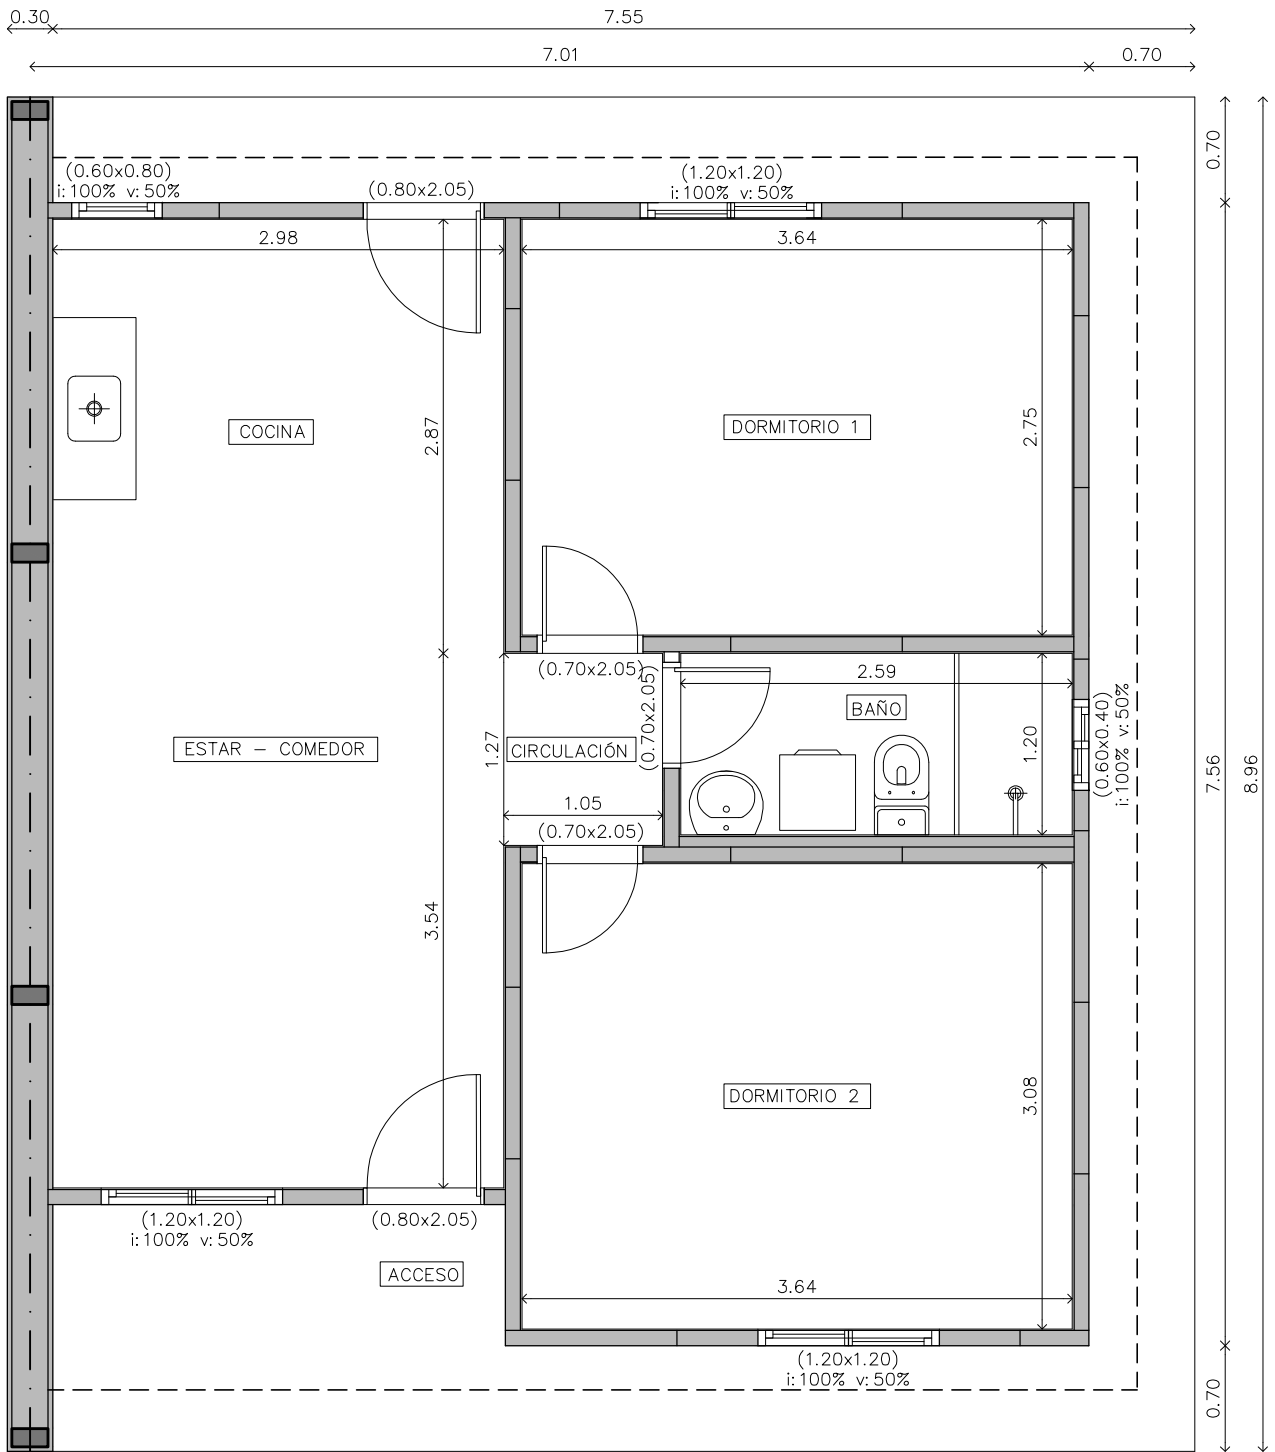 0.30
7.55
7.01
0.70
0.70
(0.60x0.80)
i:100% v:50%
(0.80x2.05)
(1.20x1.20)
i:100% v:50%
2.98
3.64
COCINA
2.87
DORMITORIO 1
2.75
(0.70x2.05)
(0.70x2.05)
2.59
BAÑO
ESTAR – COMEDOR
1.27
CIRCULACIÓN
1.20
(0.60x0.40)
i:100% v:50%
7.56
8.96
1.05
(0.70x2.05)
3.54
DORMITORIO 2
3.08
(1.20x1.20)
i:100% v:50%
(0.80x2.05)
ACCESO
3.64
(1.20x1.20)
i:100% v:50%
0.70